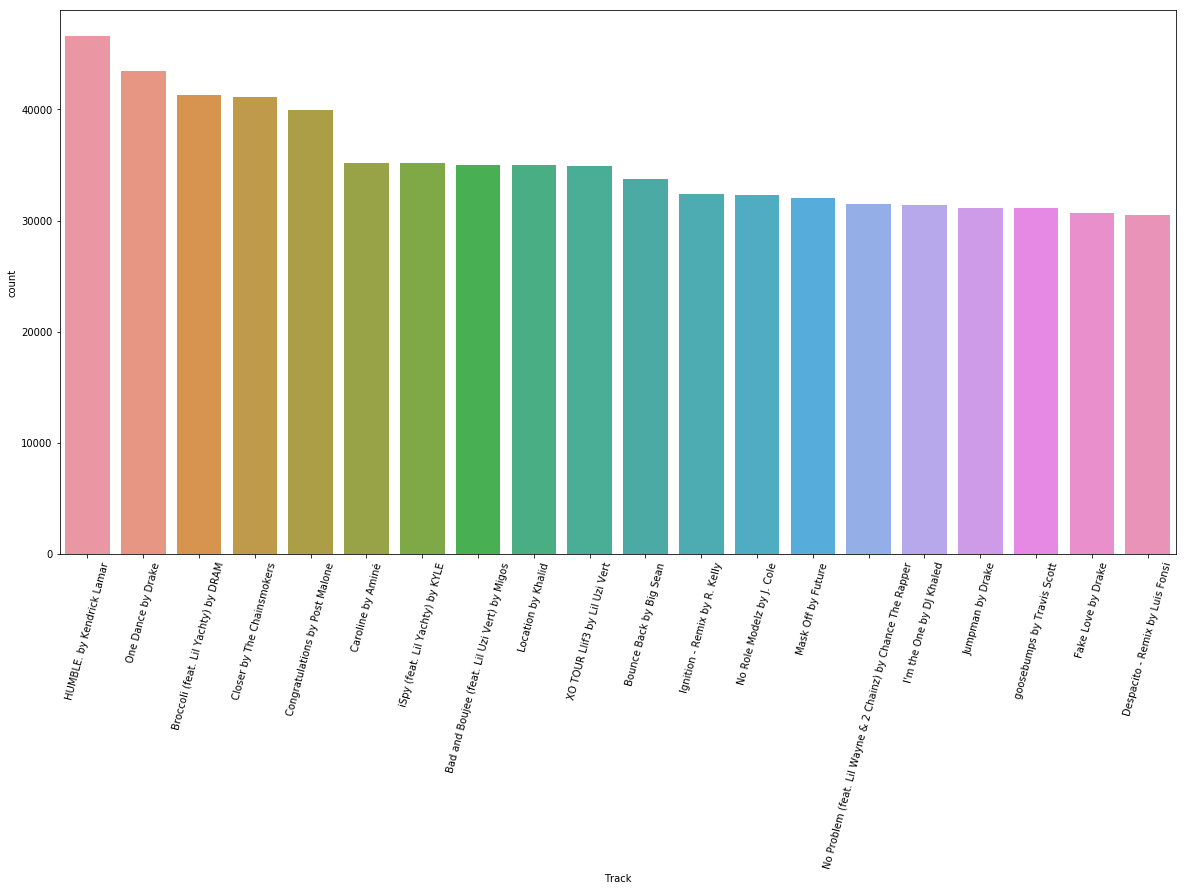 count
40000
30000
20000
10000
0
HUMBLE. by Kendrick Lamar
One Dance by Drake
Broccoli (feat. Lil Yachty) by DRAM
Closer by The Chainsmokers
Congratulations by Post Malone
Caroline by Aminé
iSpy (feat. Lil Yachty) by KYLE
Bad and Boujee (feat. Lil Uzi Vert) by Migos
Location by Khalid
XO TOUR Llif3 by Lil Uzi Vert
Bounce Back by Big Sean
Ignition - Remix by R. Kelly
No Role Modelz by J. Cole
Mask Off by Future
No Problem (feat. Lil Wayne & 2 Chainz) by Chance The Rapper
I'm the One by DJ Khaled
Jumpman by Drake
goosebumps by Travis Scott
Fake Love by Drake
Despacito - Remix by Luis Fonsi
Track